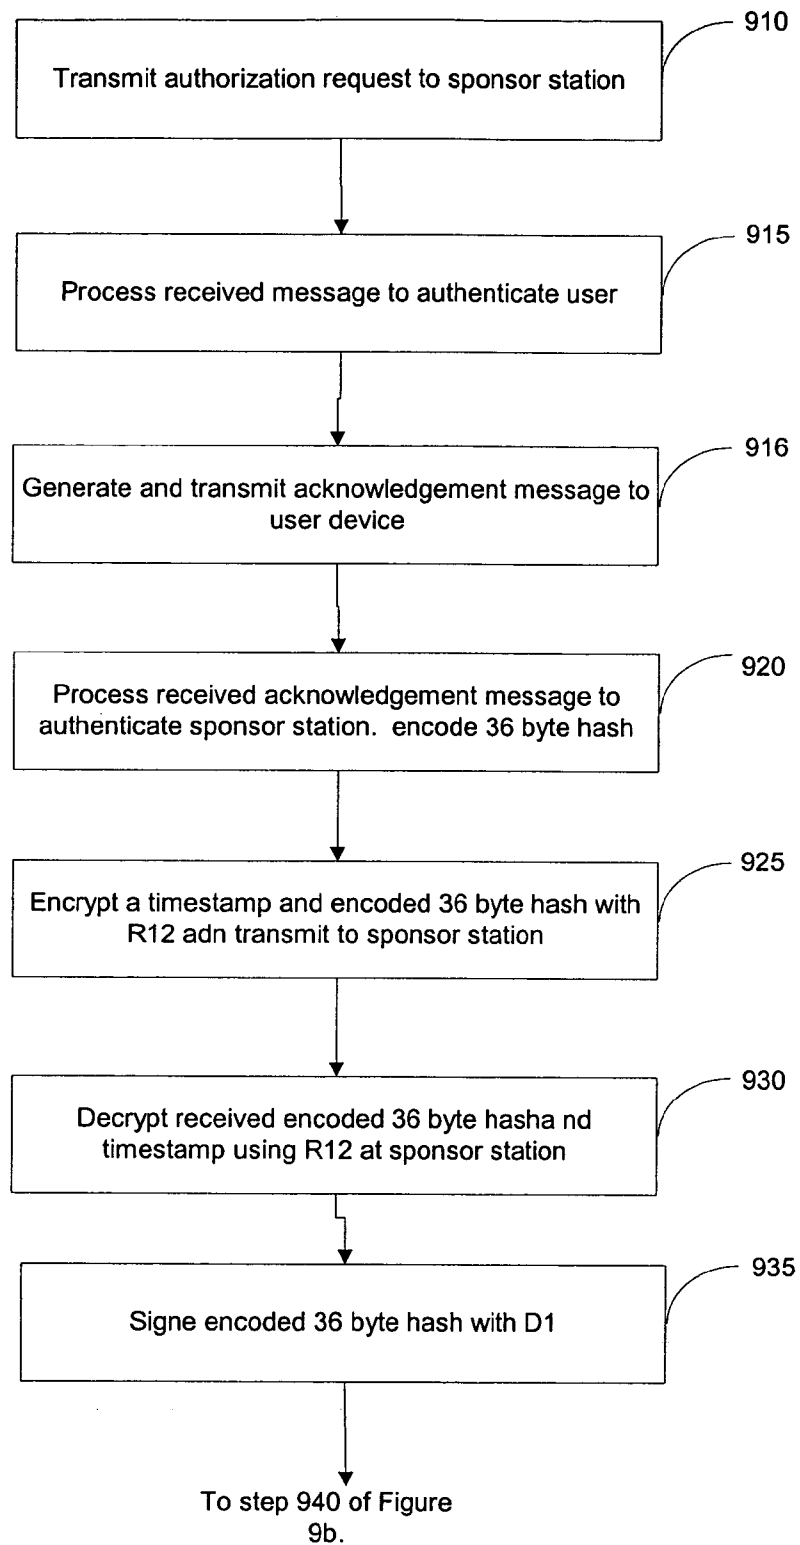 910
Transmit authorization request to sponsor station
915
Process received message to authenticate user
916
Generate and transmit acknowledgement message to
user device
920
Process received acknowledgement message to
authenticate sponsor station.  encode 36 byte hash
925
Encrypt a timestamp and encoded 36 byte hash with
R12 adn transmit to sponsor station
930
Decrypt received encoded 36 byte hasha nd
timestamp using R12 at sponsor station
935
Signe encoded 36 byte hash with D1
To step 940 of Figure
9b.